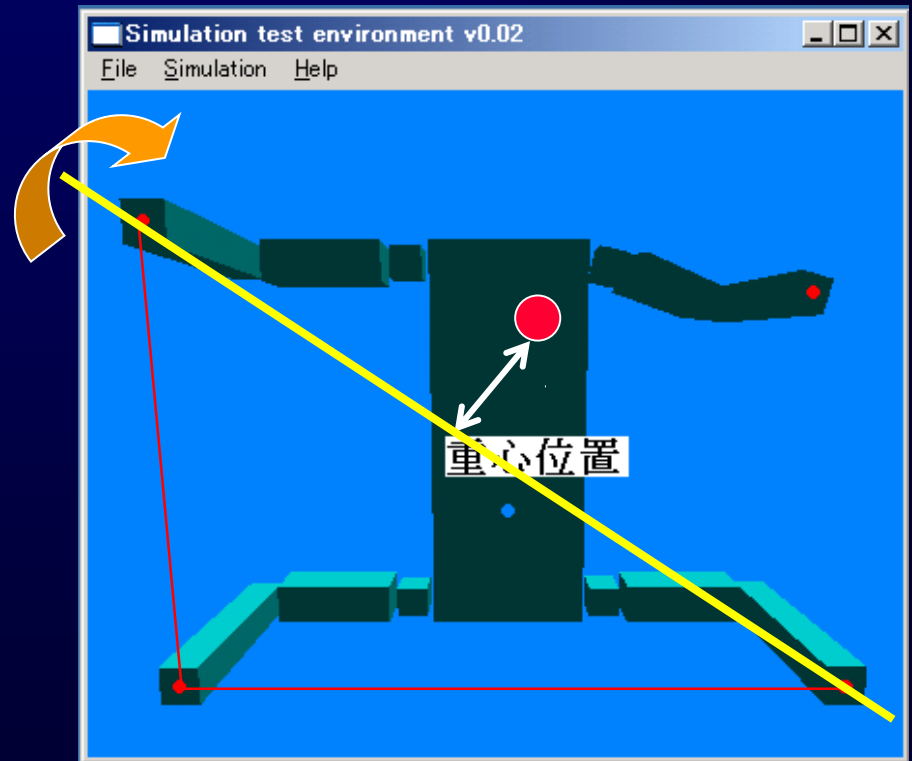 Simulation test environment v0.02
File Simulation Help
重心位置